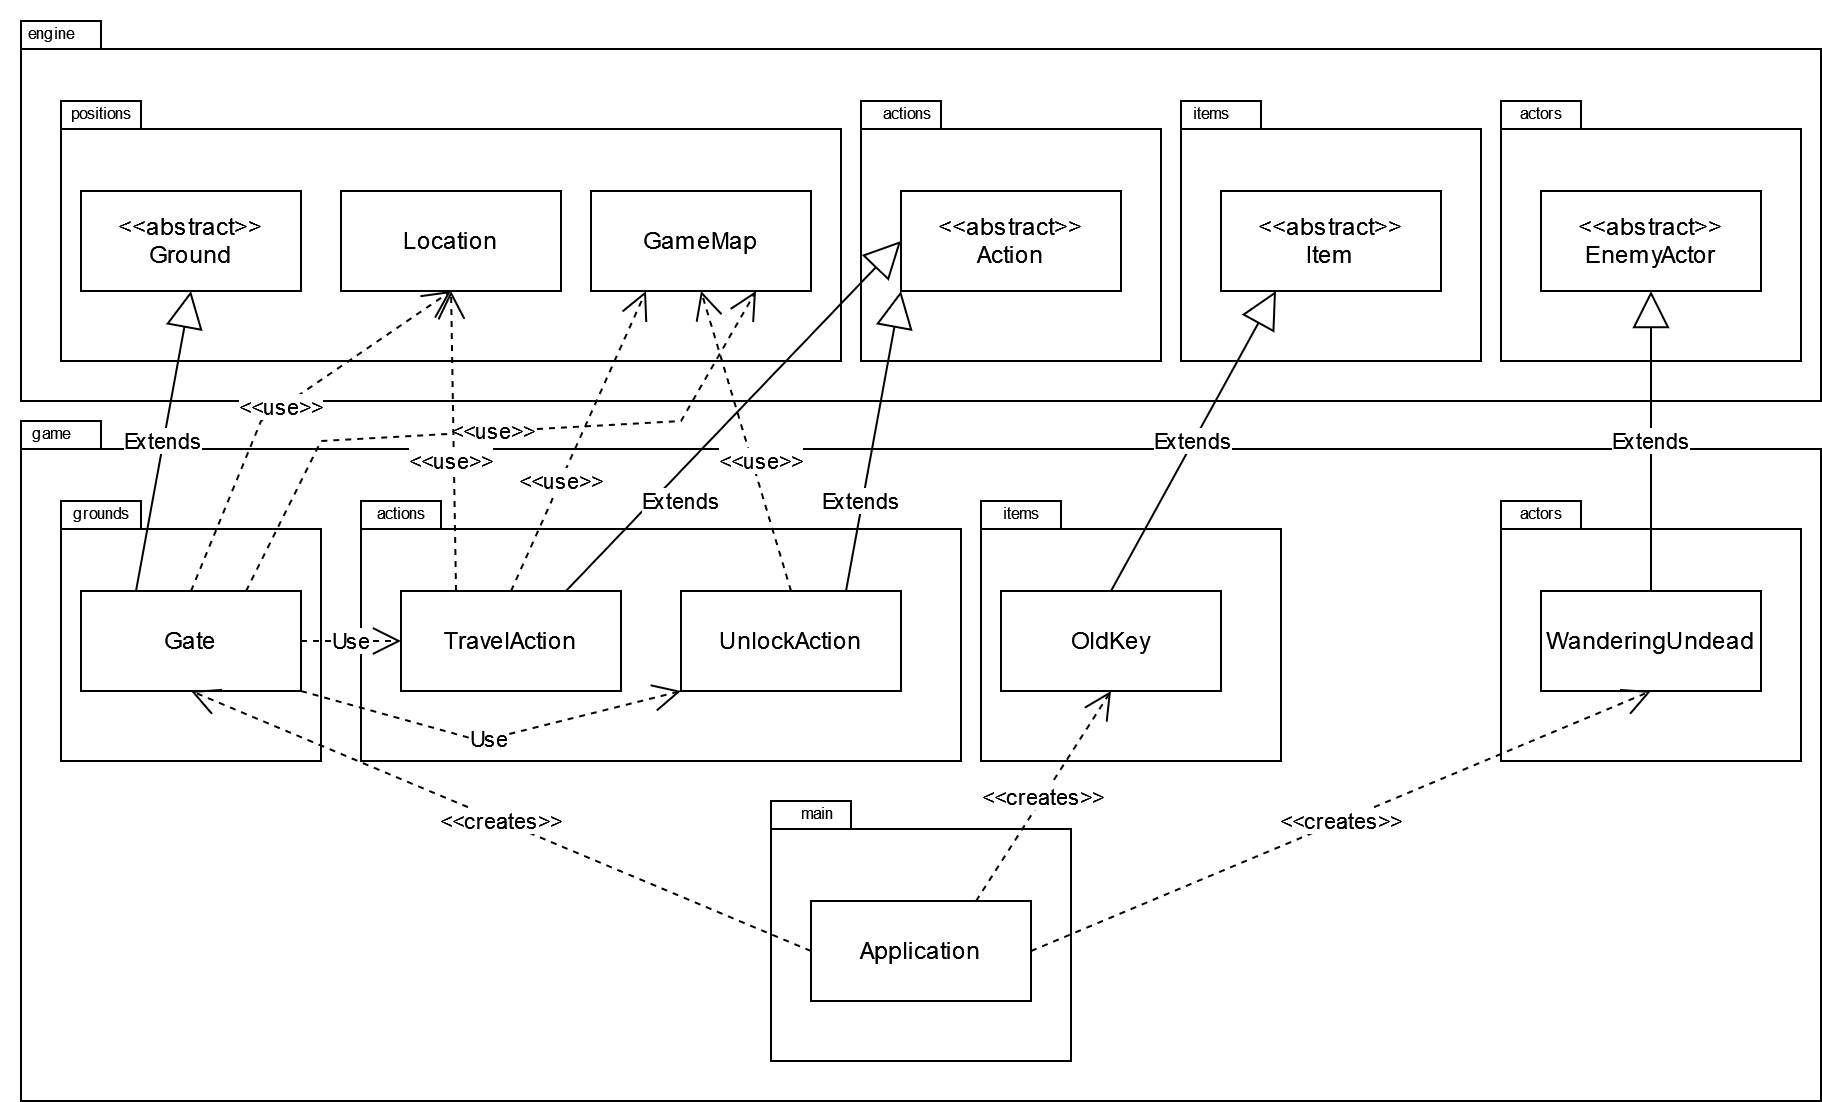 engine
positions
actions
items
actors
<<abstract>>
Ground
Location
GameMap
<<abstract>>
Action
<<abstract>>
Item
<<abstract>>
EnemyActor
<<use>>
game
Extends
<<use>>
<<use>>
<<use>>
<<use>>
Extends
Extends
Extends
Extends
grounds
actions
items
actors
Gate
Use
TravelAction
UnlockAction
OldKey
WanderingUndead
Use
<<creates>>
<<creates>>
<<creates>>
main
Application